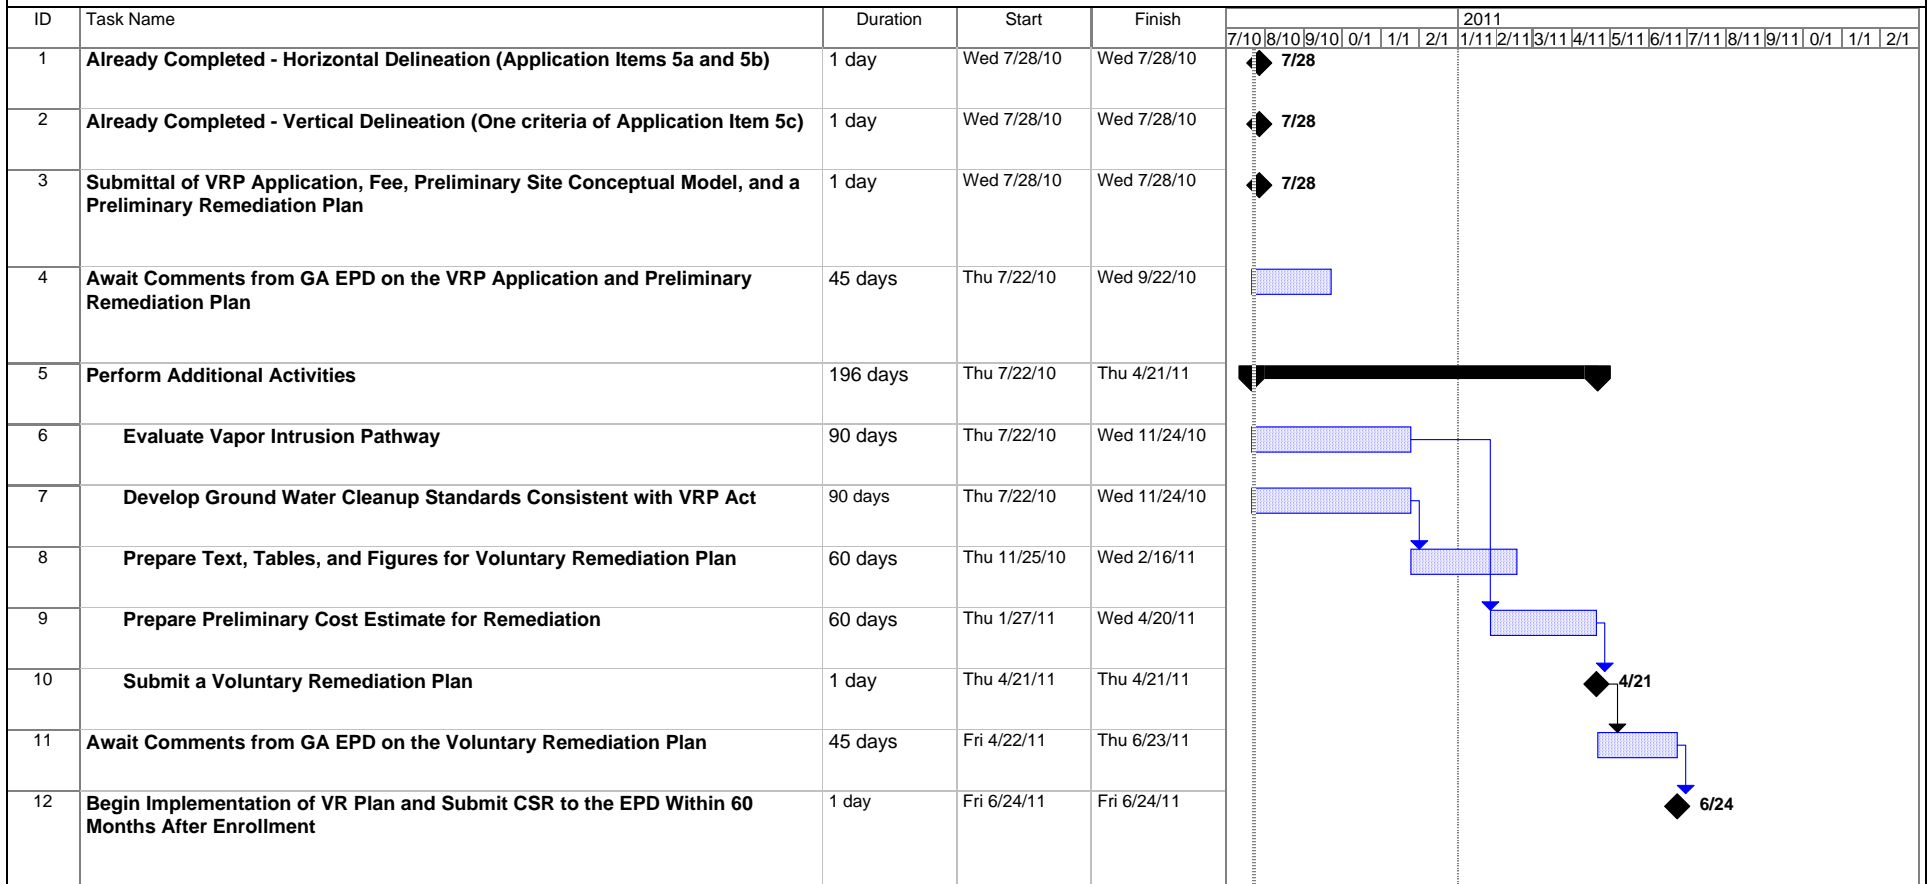 ID Task Name Duration Start Finish 2011
7/10 8/10 9/10 0/1 1/1 2/1 1/11 2/11 3/11 4/11 5/11 6/11 7/11 8/11 9/11 0/1 1/1 2/1
1 Already Completed - Horizontal Delineation (Application Items 5a and 5b) 1 day Wed 7/28/10 Wed 7/28/10 7/28
2 Already Completed - Vertical Delineation (One criteria of Application Item 5c) 1 day Wed 7/28/10 Wed 7/28/10 7/28
3 Submittal of VRP Application, Fee, Preliminary Site Conceptual Model, and a 1 day Wed 7/28/10 Wed 7/28/10 7/28
Preliminary Remediation Plan
4 Await Comments from GA EPD on the VRP Application and Preliminary 45 days Thu 7/22/10 Wed 9/22/10
Remediation Plan
5 Perform Additional Activities 196 days Thu 7/22/10 Thu 4/21/11
6 Evaluate Vapor Intrusion Pathway 90 days Thu 7/22/10 Wed 11/24/10
7 Develop Ground Water Cleanup Standards Consistent with VRP Act 90 days Thu 7/22/10 Wed 11/24/10
8 Prepare Text, Tables, and Figures for Voluntary Remediation Plan 60 days Thu 11/25/10 Wed 2/16/11
9 Prepare Preliminary Cost Estimate for Remediation 60 days Thu 1/27/11 Wed 4/20/11
10 Submit a Voluntary Remediation Plan 1 day Thu 4/21/11 Thu 4/21/11 4/21
11 Await Comments from GA EPD on the Voluntary Remediation Plan 45 days Fri 4/22/11 Thu 6/23/11
12 Begin Implementation of VR Plan and Submit CSR to the EPD Within 60 1 day Fri 6/24/11 Fri 6/24/11 6/24
Months After Enrollment